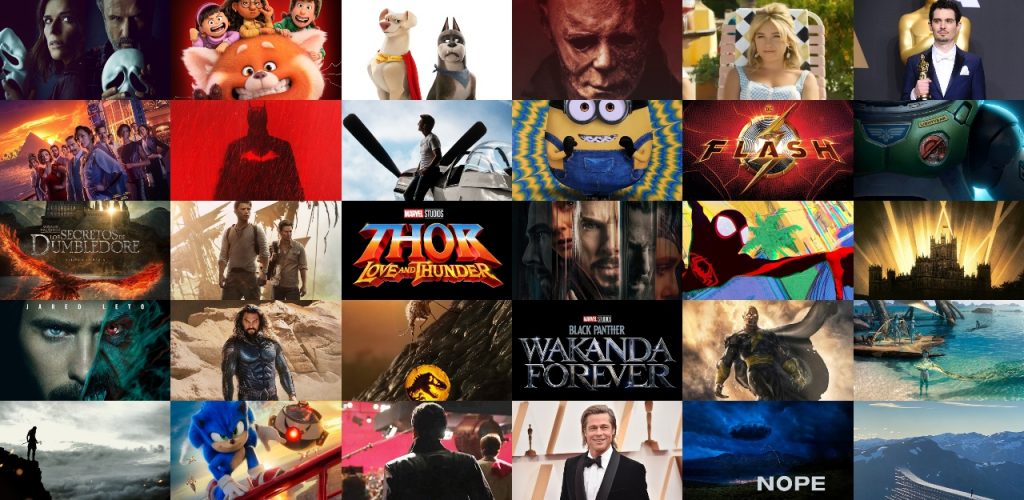 FLASH
LOS
SECRETOS DE
DUMBLEDORE
MARVEL STUDIOS
THOR
LOVE AND THUNDER
JARED LETO
MARVEL STUDIOS
BLACK PANTHER
WAKANDA
FOREVER
NOPE